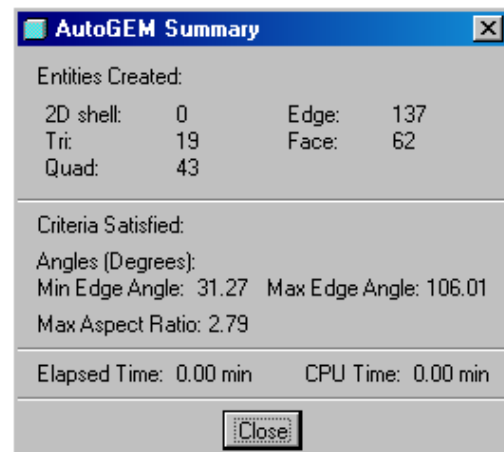 AutoGEM Summary
Entities Created:
2D shell: 0 Edge: 137
Tri: 19 Face: 62
Quad: 43
Criteria Satisfied:
Angles (Degrees):
Min Edge Angle: 31.27 Max Edge Angle: 106.01
Max Aspect Ratio: 2.79
Elapsed Time: 0.00 min CPU Time: 0.00 min
Close